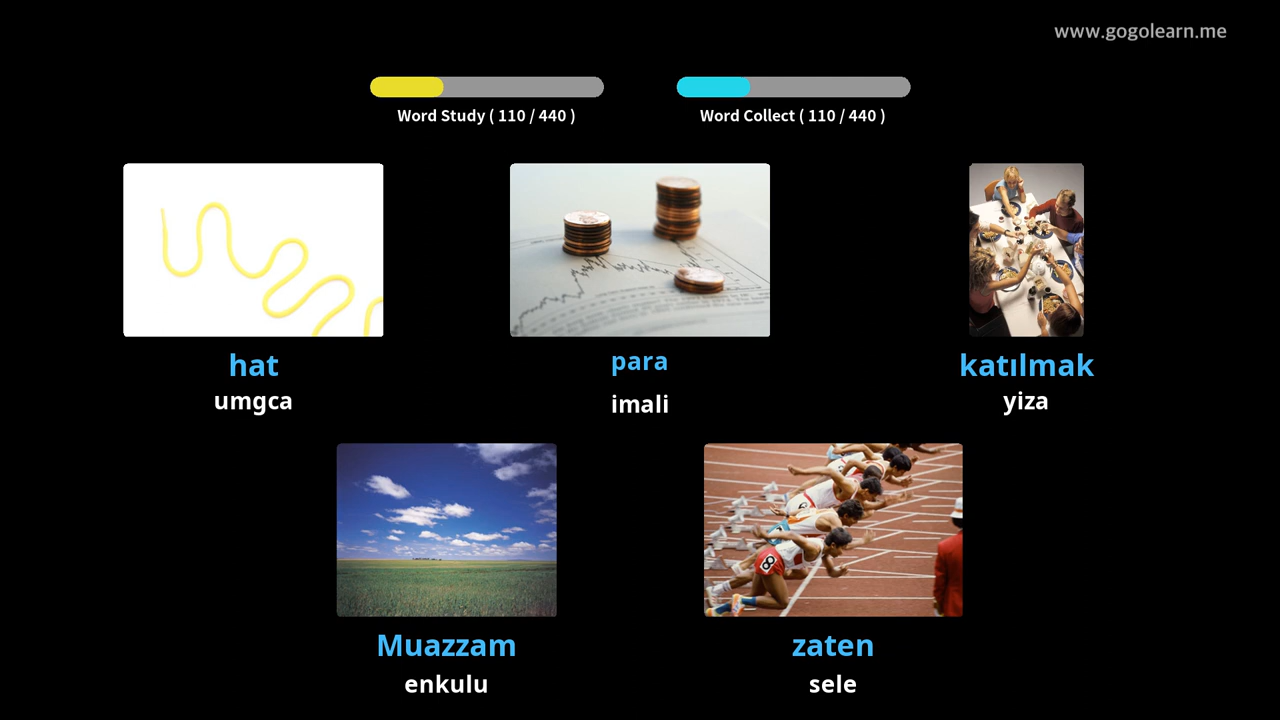 www.gogolearn.me
Word Study ( 110 / 440 )
Word Collect ( 110 / 440 )
hat
umgca
para
imali
katılmak
yiza
8
Muazzam
enkulu
zaten
sele